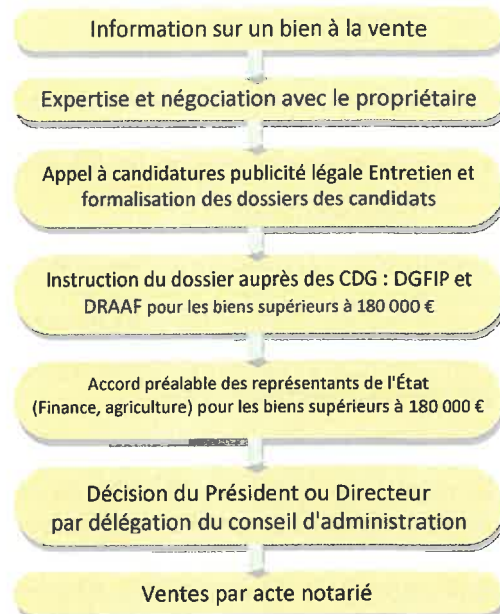 Information sur un bien à la vente
Expertise et négociation avec le propriétaire
Appel à candidatures publicité légale Entretien et
formalisation des dossiers des candidats
Instruction du dossier auprès des CDG : DGFIP et
DRAAF pour les biens supérieurs à 180 000 €
Accord préalable des représentants de l'État
(Finance, agriculture) pour les biens supérieurs à 180 000 €
Décision du Président ou Directeur
par délégation du conseil d'administration
Ventes par acte notarié